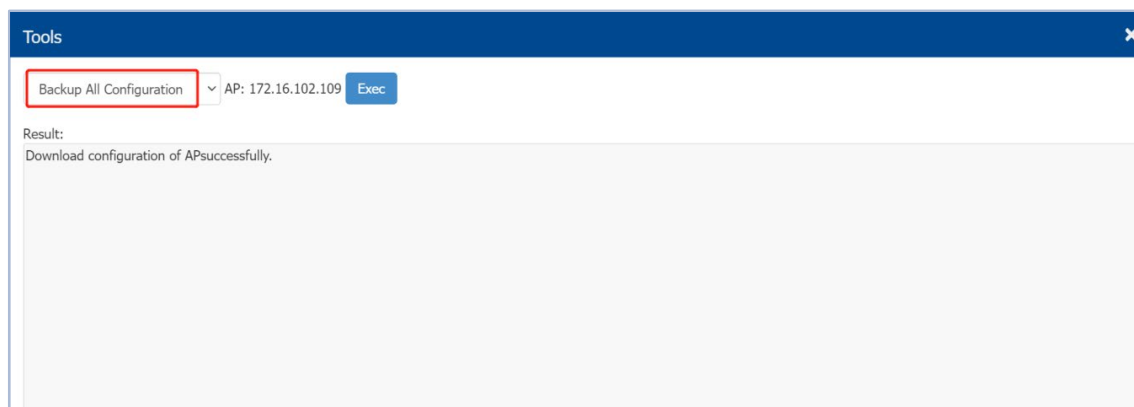 Tools
Backup All Configuration AP: 172.16.102.109 Exec
Result:
Download configuration of APsuccessfully.